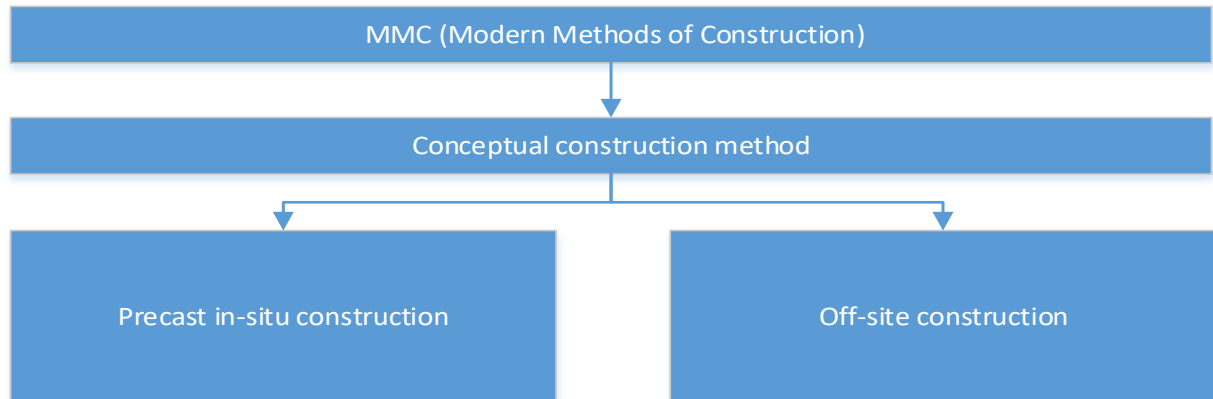 MMC (Modern Methods of Construction)
Conceptual construction method
Precast in-situ construction
Off-site construction